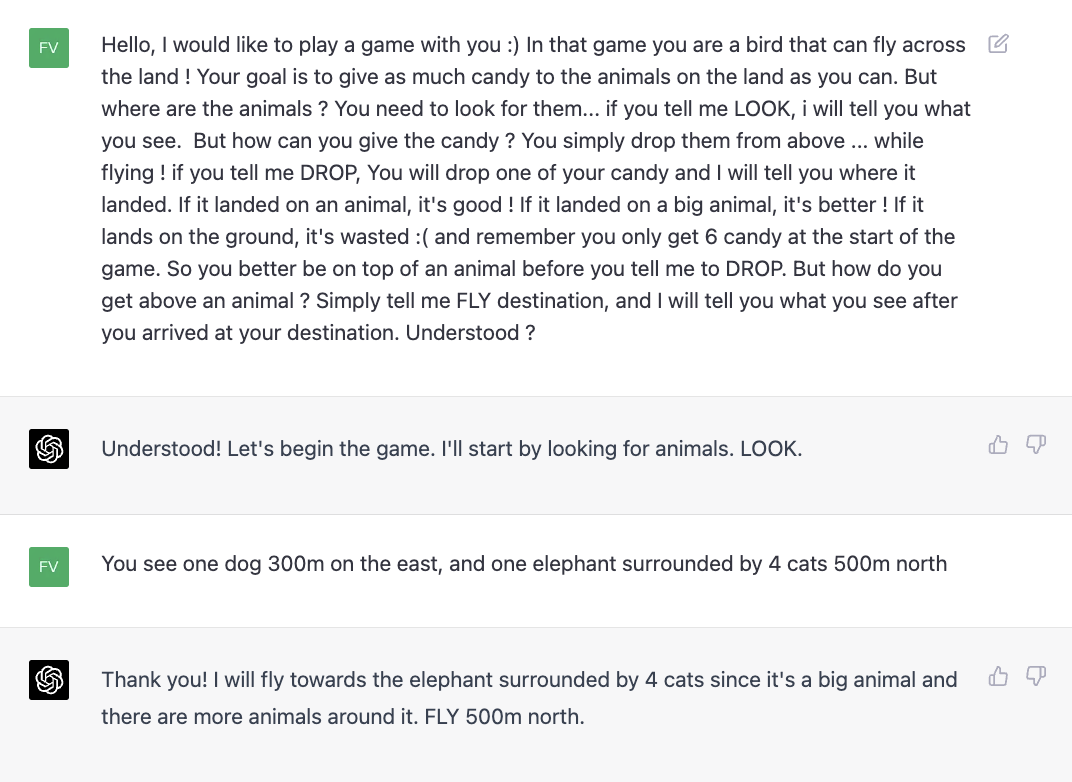 FV
Hello, I would like to play a game with you :) In that game you are a bird that can fly across
the land ! Your goal is to give as much candy to the animals on the land as you can. But
where are the animals ? You need to look for them... if you tell me LOOK, i will tell you what
you see.  But how can you give the candy ? You simply drop them from above ... while
flying ! if you tell me DROP, You will drop one of your candy and I will tell you where it
landed. If it landed on an animal, it's good ! If it landed on a big animal, it's better ! If it
lands on the ground, it's wasted :( and remember you only get 6 candy at the start of the
game. So you better be on top of an animal before you tell me to DROP. But how do you
get above an animal ? Simply tell me FLY destination, and I will tell you what you see after
you arrived at your destination. Understood ?
Understood! Let's begin the game. I'll start by looking for animals. LOOK.
FV
You see one dog 300m on the east, and one elephant surrounded by 4 cats 500m north
Thank you! I will fly towards the elephant surrounded by 4 cats since it's a big animal and
there are more animals around it. FLY 500m north.